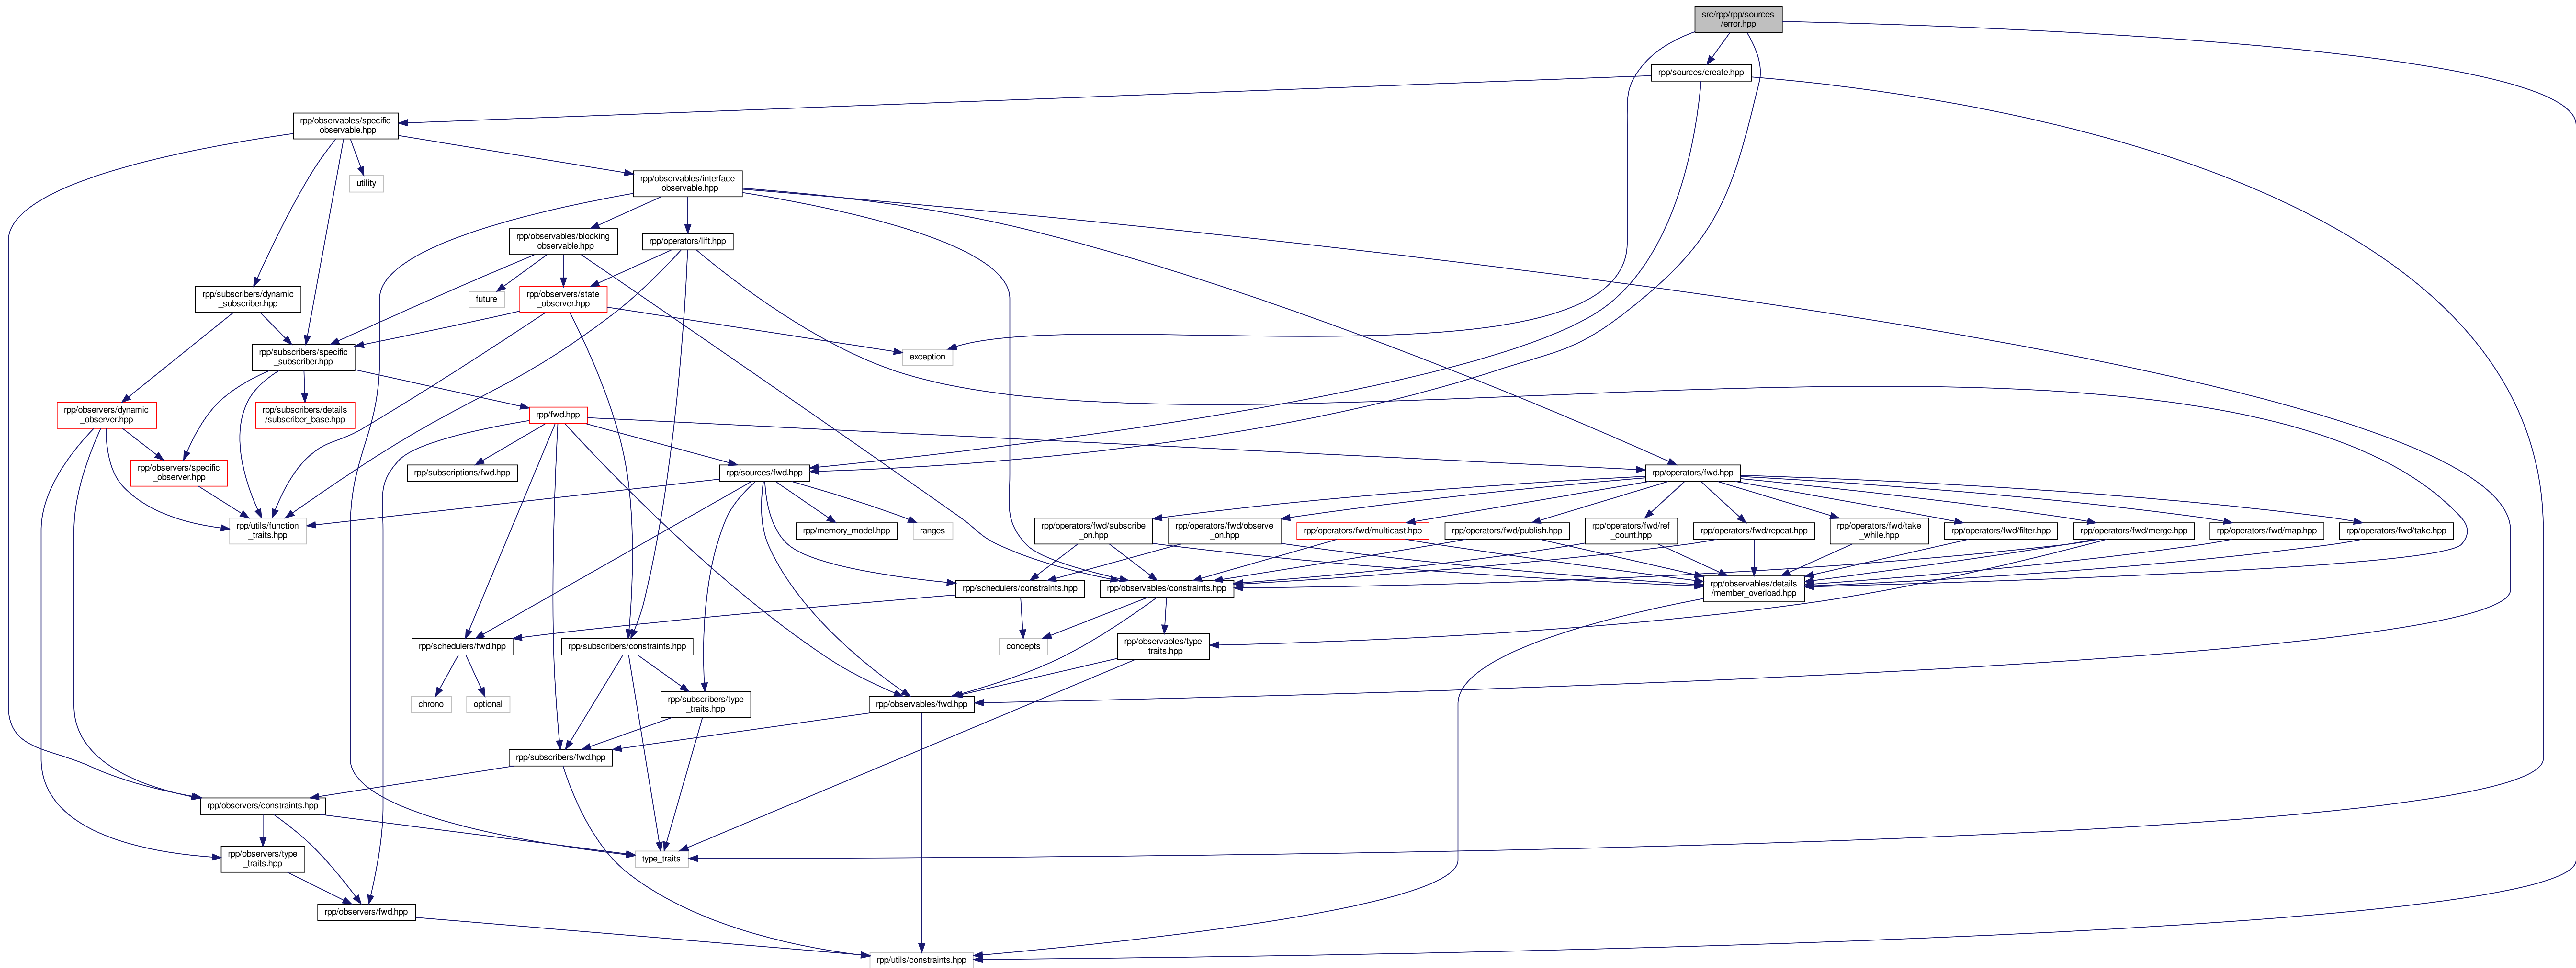 src/rpp/rpp/sources
/error.hpp
rpp/sources/create.hpp
rpp/observables/specific
_observable.hpp
utility
rpp/observables/interface
_observable.hpp
rpp/observables/blocking
_observable.hpp
rpp/operators/lift.hpp
rpp/subscribers/dynamic
_subscriber.hpp
future
rpp/observers/state
_observer.hpp
rpp/subscribers/specific
_subscriber.hpp
exception
rpp/observers/dynamic
_observer.hpp
rpp/subscribers/details
/subscriber_base.hpp
rpp/fwd.hpp
rpp/observers/specific
_observer.hpp
rpp/subscriptions/fwd.hpp
rpp/sources/fwd.hpp
rpp/operators/fwd.hpp
rpp/utils/function
_traits.hpp
rpp/memory_model.hpp
ranges
rpp/operators/fwd/subscribe
_on.hpp
rpp/operators/fwd/observe
_on.hpp
rpp/operators/fwd/multicast.hpp
rpp/operators/fwd/publish.hpp
rpp/operators/fwd/ref
_count.hpp
rpp/operators/fwd/repeat.hpp
rpp/operators/fwd/take
_while.hpp
rpp/operators/fwd/filter.hpp
rpp/operators/fwd/merge.hpp
rpp/operators/fwd/map.hpp
rpp/operators/fwd/take.hpp
rpp/schedulers/constraints.hpp
rpp/observables/constraints.hpp
rpp/observables/details
/member_overload.hpp
rpp/schedulers/fwd.hpp
rpp/subscribers/constraints.hpp
concepts
rpp/observables/type
_traits.hpp
chrono
optional
rpp/subscribers/type
_traits.hpp
rpp/observables/fwd.hpp
rpp/subscribers/fwd.hpp
rpp/observers/constraints.hpp
rpp/observers/type
_traits.hpp
type_traits
rpp/observers/fwd.hpp
rpp/utils/constraints.hpp